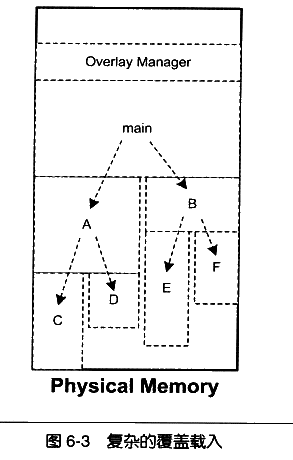 Overlay Manager
main
A
B
C
D
E
F
Physical Memory
图 6-3 复杂的覆盖载入